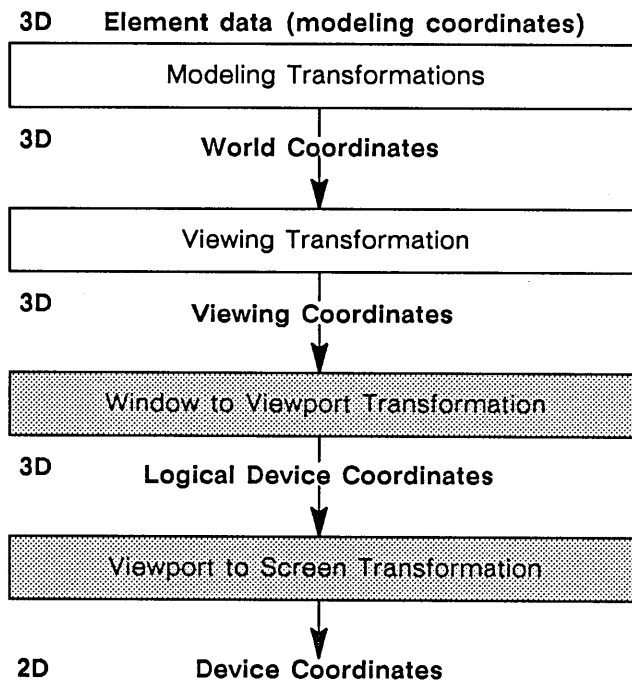 3D Element data (modeling coordinates)
Modeling Transformations
3D World Coordinates
Viewing Transformation
3D Viewing Coordinates
Window to Viewport Transformation
3D Logical Device Coordinates
Viewport to Screen Transformation
2D Device Coordinates